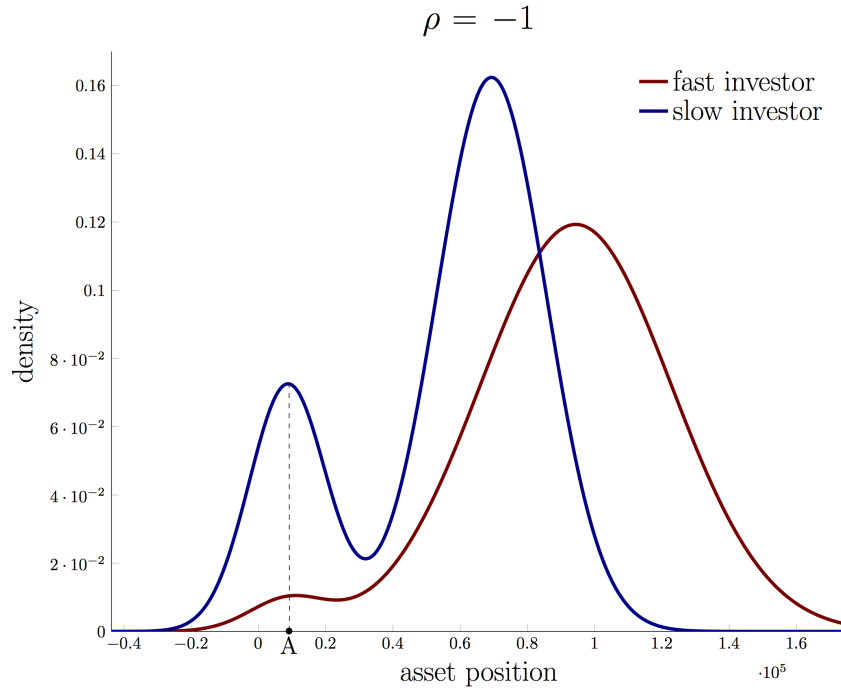 ρ = −1
fast investor
slow investor
0.16
0.14
0.12
0.1
8 · 10⁻²
6 · 10⁻²
4 · 10⁻²
2 · 10⁻²
0
density
−0.4 −0.2 0 0.2 0.4 0.6 0.8 1 1.2 1.4 1.6
A
·10⁵
asset position